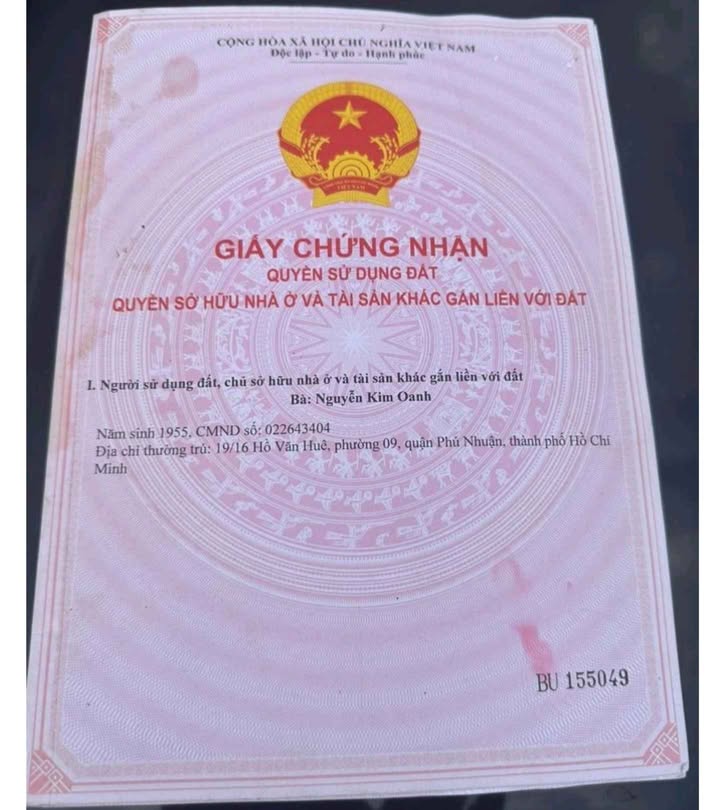 CỘNG HÒA XÃ HỘI CHỦ NGHĨA VIỆT NAM
Độc lập - Tự do - Hạnh phúc
VIỆT NAM
GIẤY CHỨNG NHẬN
QUYỀN SỬ DỤNG ĐẤT
QUYỀN SỞ HỮU NHÀ Ở VÀ TÀI SẢN KHÁC GẮN LIỀN VỚI ĐẤT
I. Người sử dụng đất, chủ sở hữu nhà ở và tài sản khác gắn liền với đất
Bà: Nguyễn Kim Oanh
Năm sinh 1955, CMND số: 022643404
Địa chỉ thường trú: 19/16 Hồ Văn Huê, phường 09, quận Phú Nhuận, thành phố Hồ Chí
Minh
BU 155049